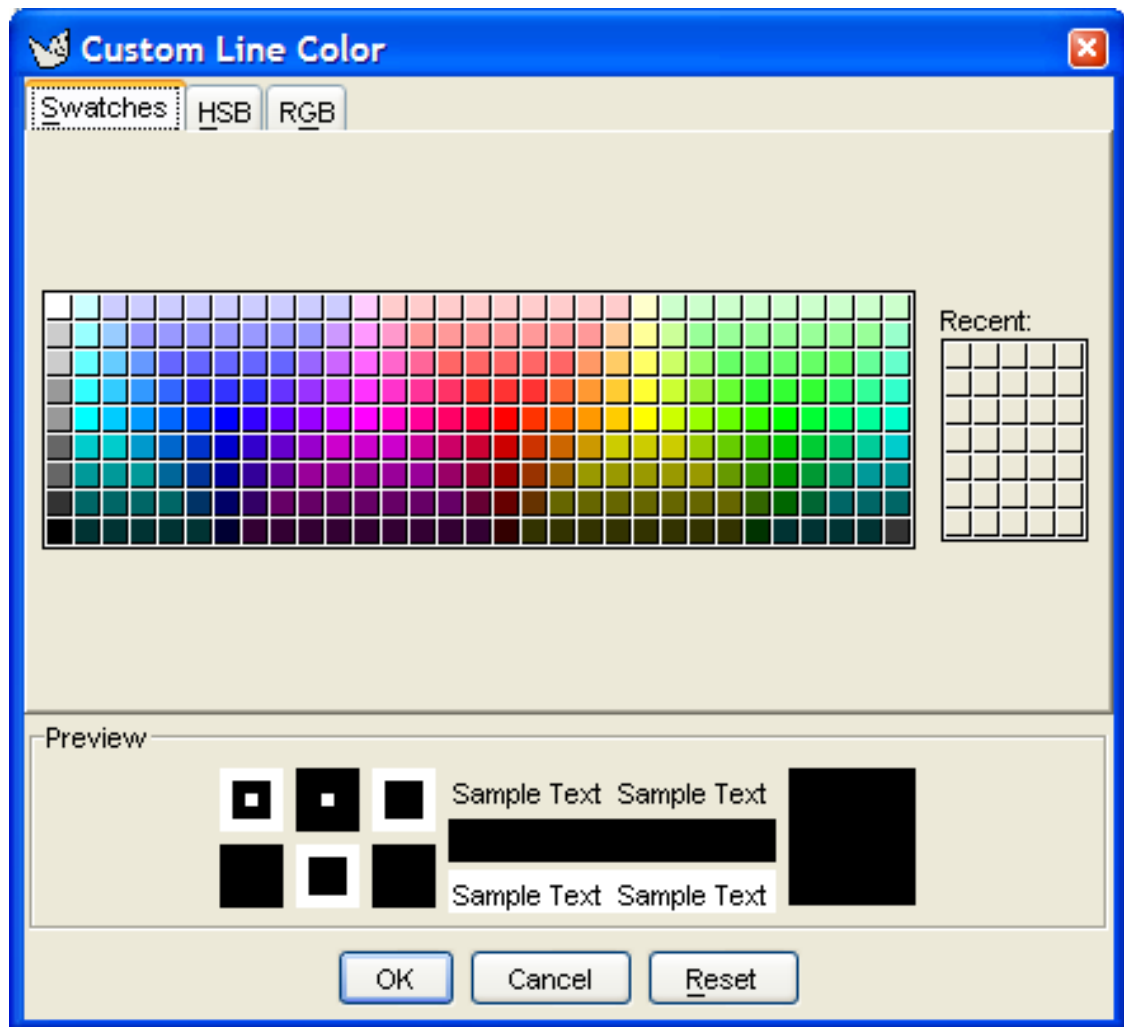 Custom Line Color
Swatches HSB RGB
Recent:
Preview
Sample Text Sample Text
Sample Text Sample Text
OK Cancel Reset